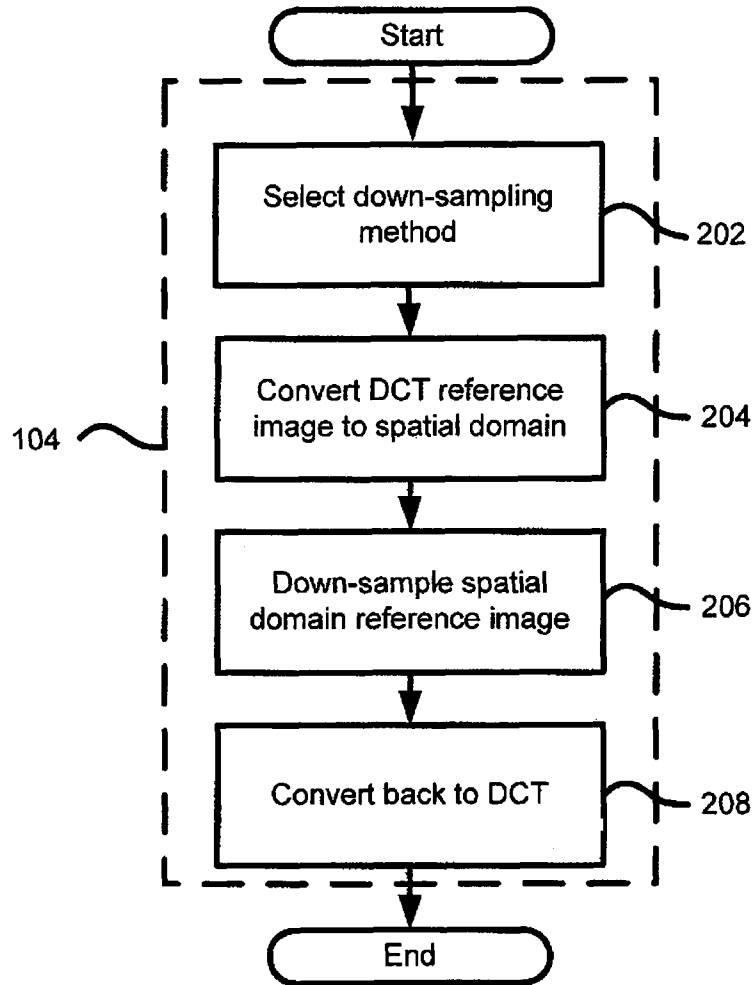 Start
Select down-sampling
method
202
Convert DCT reference
image to spatial domain
204
104
Down-sample spatial
domain reference image
206
Convert back to DCT
208
End